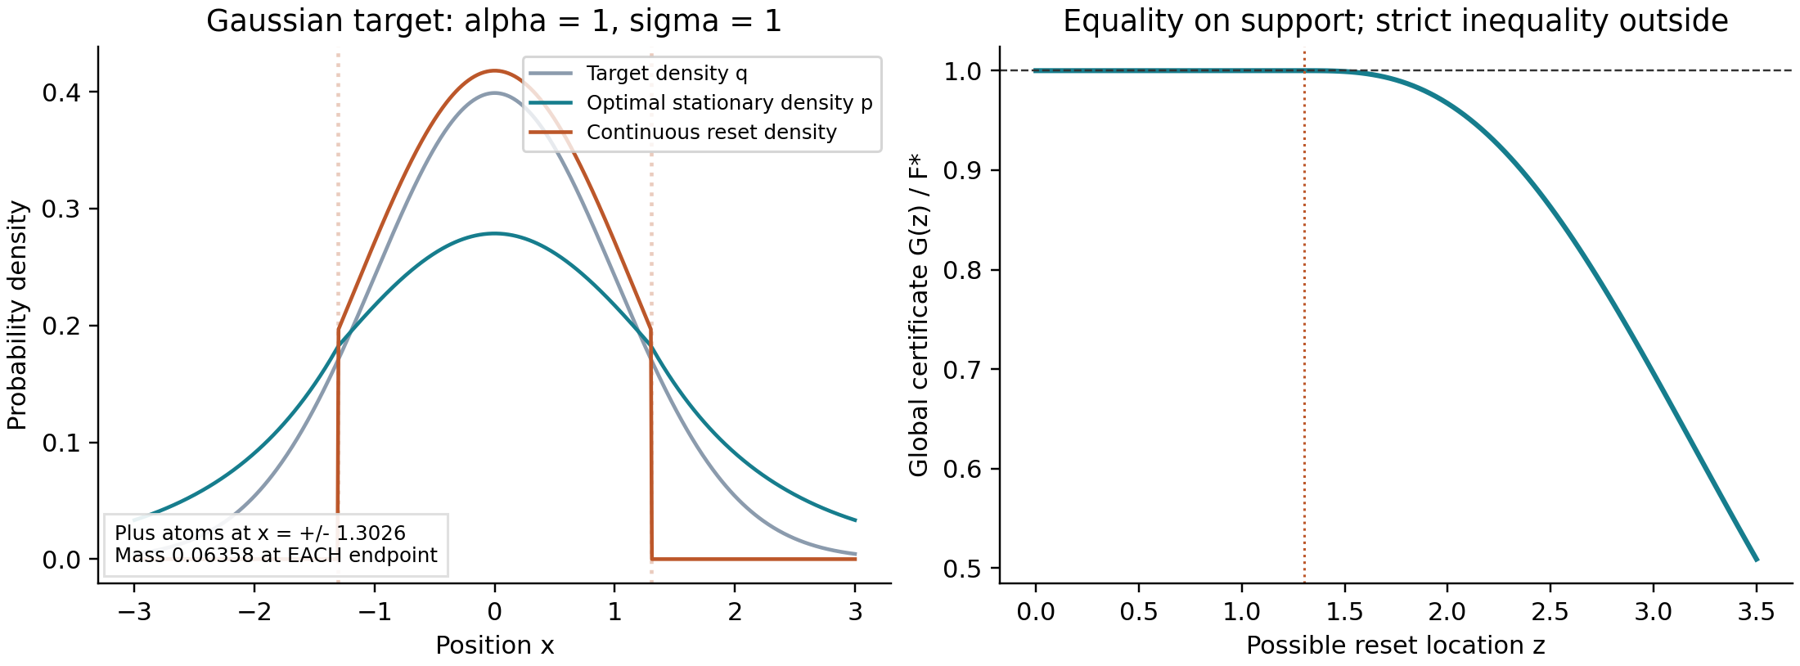 Gaussian target: alpha = 1, sigma = 1
Target density q
Optimal stationary density p
Continuous reset density
Probability density
0.4
0.3
0.2
0.1
0.0
Plus atoms at x = +/- 1.3026
Mass 0.06358 at EACH endpoint
−3
−2
−1
0
1
2
3
Position x
Equality on support; strict inequality outside
Global certificate G(z) / F*
1.0
0.9
0.8
0.7
0.6
0.5
0.0
0.5
1.0
1.5
2.0
2.5
3.0
3.5
Possible reset location z